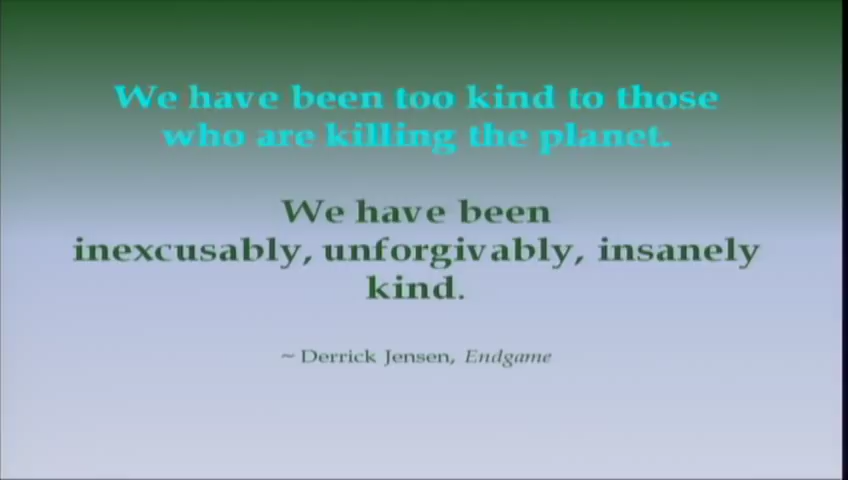 We have been too kind to those
who are killing the planet.
We have been
inexcusably, unforgivably, insanely
kind.
~ Derrick Jensen, Endgame